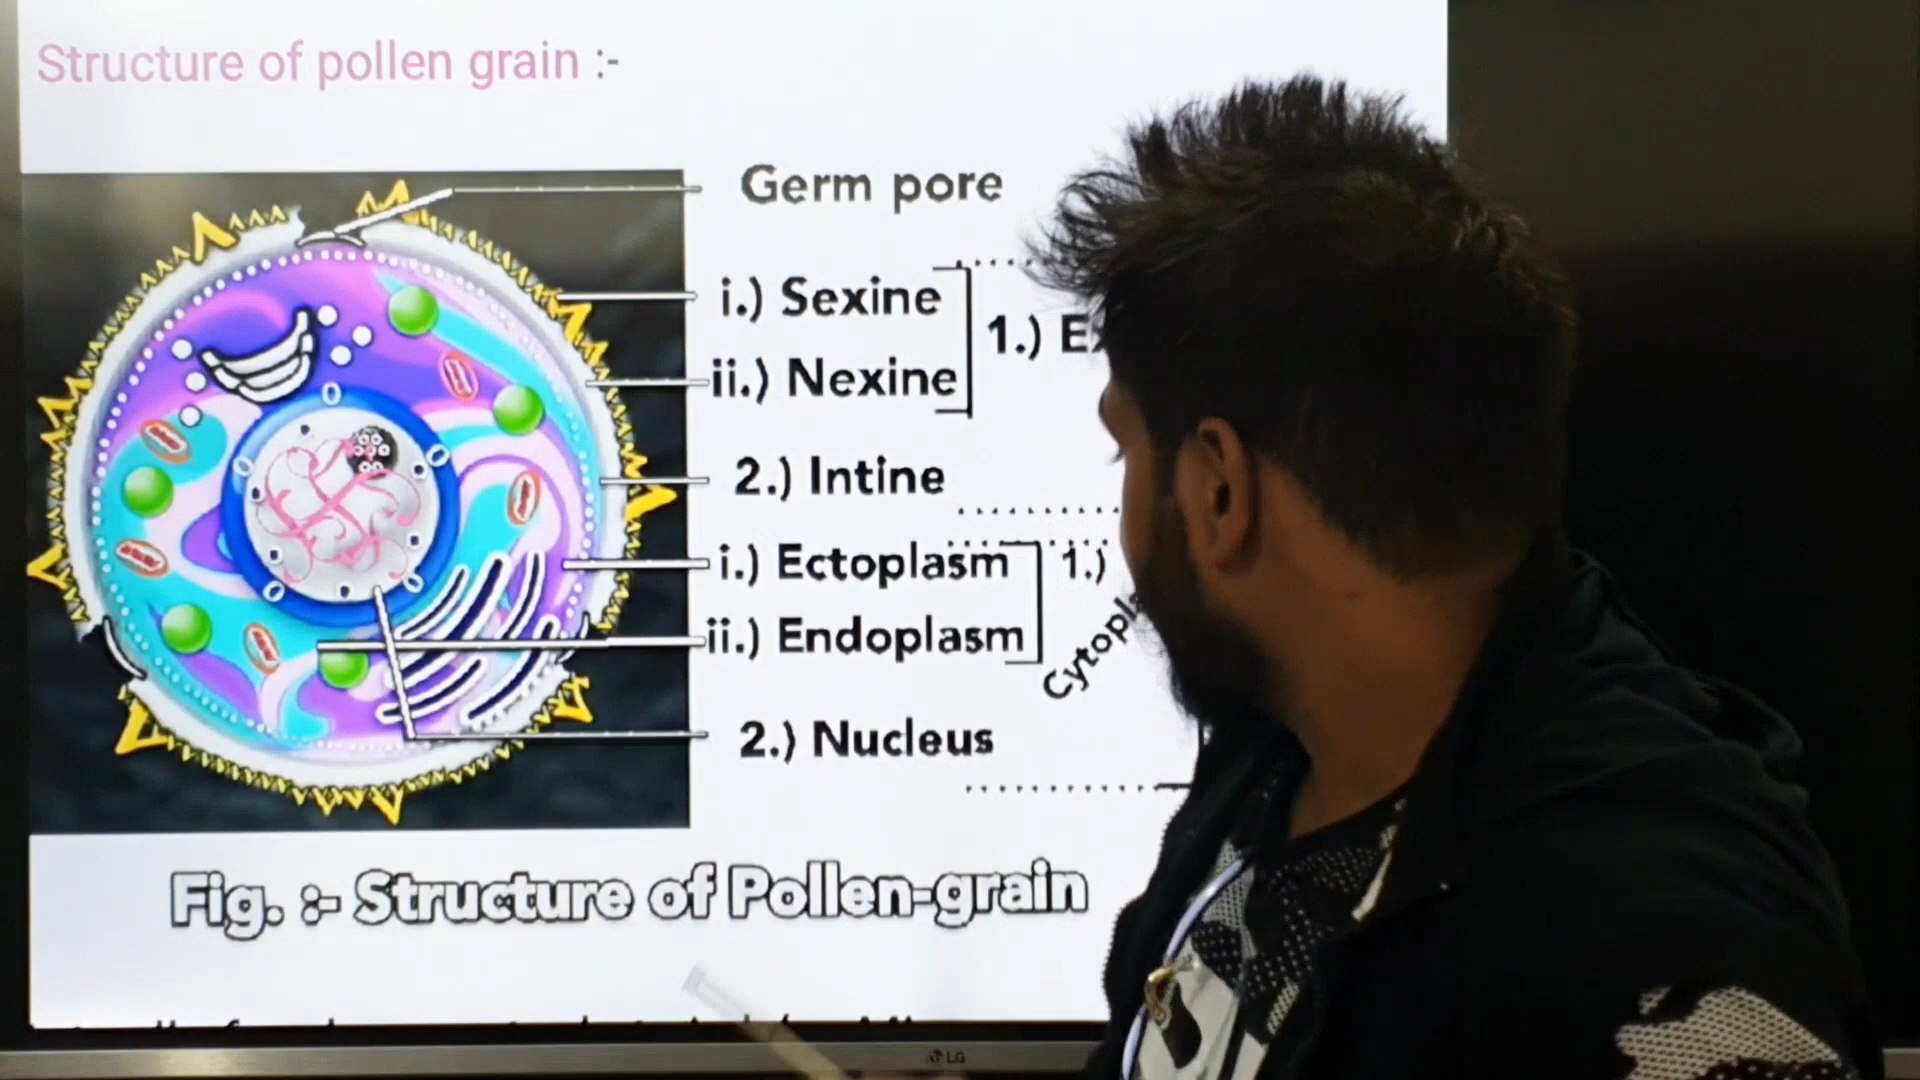 Structure of pollen grain :-
Germ pore
i.) Sexine
1.)
ii.) Nexine
2.) Intine
i.) Ectoplasm
1.)
ii.) Endoplasm
2.) Nucleus
Fig. :- Structure of Pollen-grain
LG